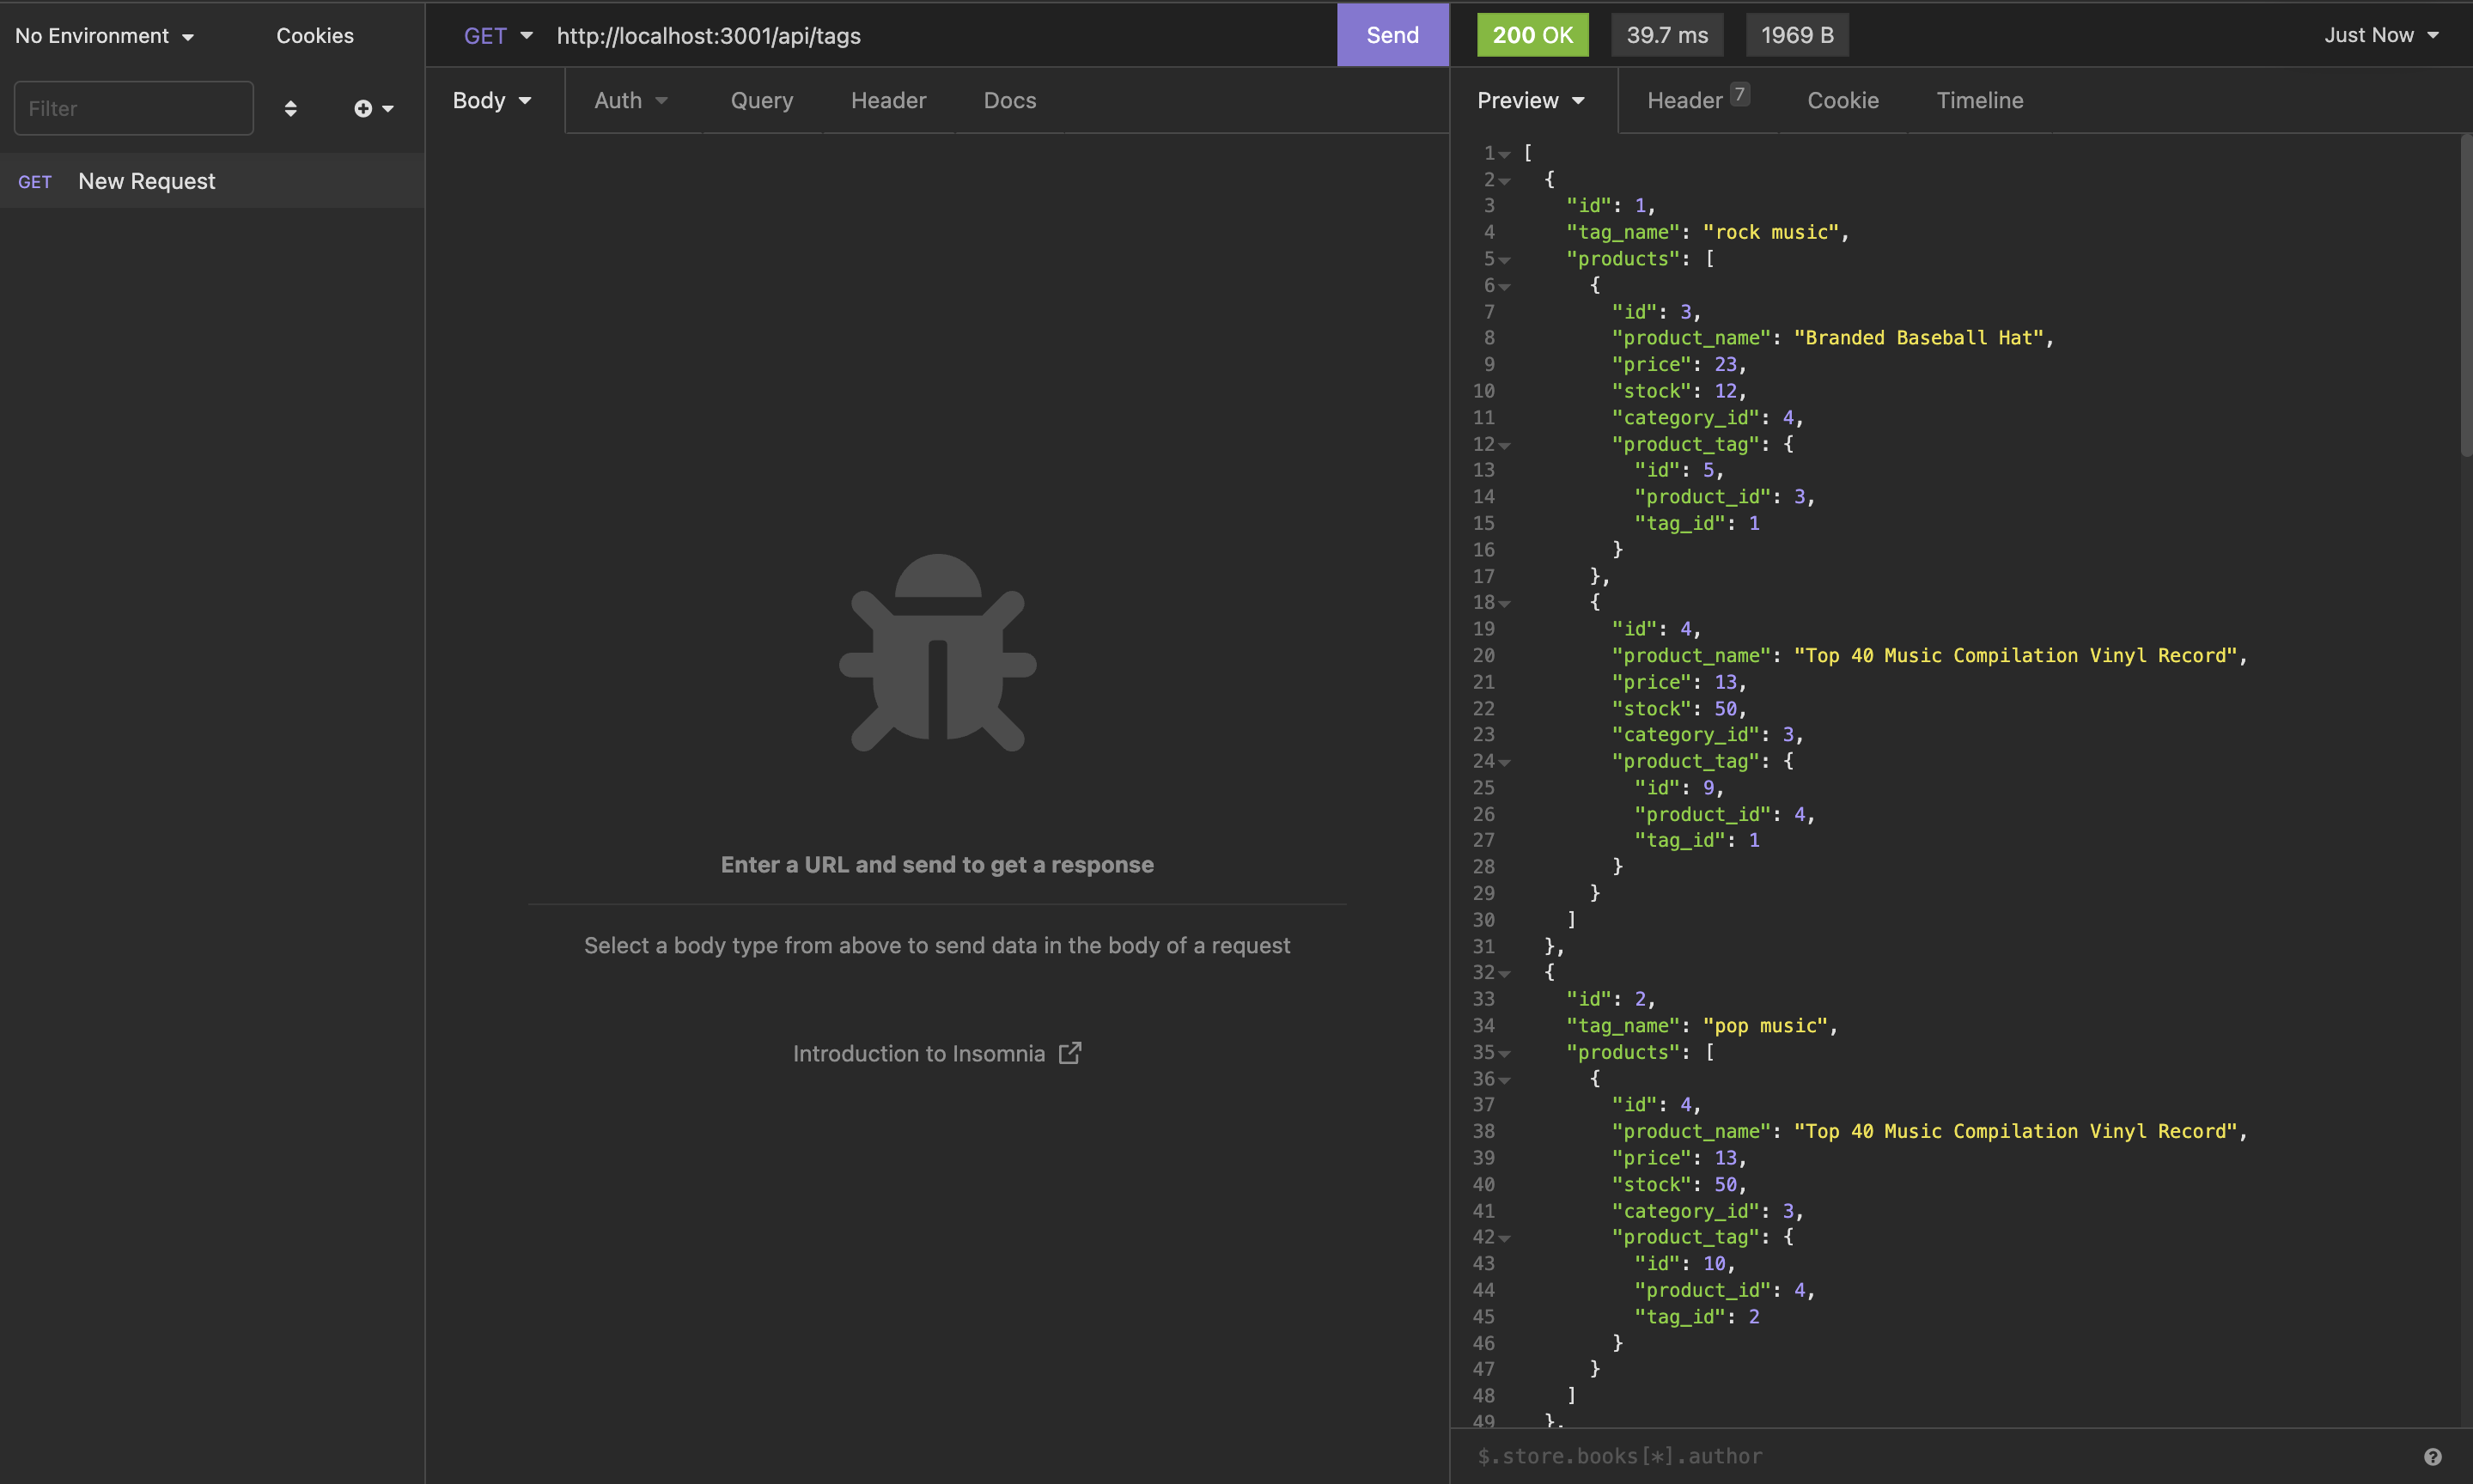 No Environment
Cookies
Filter
GET New Request
GET http://localhost:3001/api/tags Send
Body Auth Query Header Docs
Enter a URL and send to get a response
Select a body type from above to send data in the body of a request
Introduction to Insomnia
200 OK 39.7 ms 1969 B Just Now
Preview Header 7 Cookie Timeline
1 [
2 {
3 "id": 1,
4 "tag_name": "rock music",
5 "products": [
6 {
7 "id": 3,
8 "product_name": "Branded Baseball Hat",
9 "price": 23,
10 "stock": 12,
11 "category_id": 4,
12 "product_tag": {
13 "id": 5,
14 "product_id": 3,
15 "tag_id": 1
16 }
17 },
18 {
19 "id": 4,
20 "product_name": "Top 40 Music Compilation Vinyl Record",
21 "price": 13,
22 "stock": 50,
23 "category_id": 3,
24 "product_tag": {
25 "id": 9,
26 "product_id": 4,
27 "tag_id": 1
28 }
29 }
30 ]
31 },
32 {
33 "id": 2,
34 "tag_name": "pop music",
35 "products": [
36 {
37 "id": 4,
38 "product_name": "Top 40 Music Compilation Vinyl Record",
39 "price": 13,
40 "stock": 50,
41 "category_id": 3,
42 "product_tag": {
43 "id": 10,
44 "product_id": 4,
45 "tag_id": 2
46 }
47 }
48 ]
49 },
$.store.books[*].author